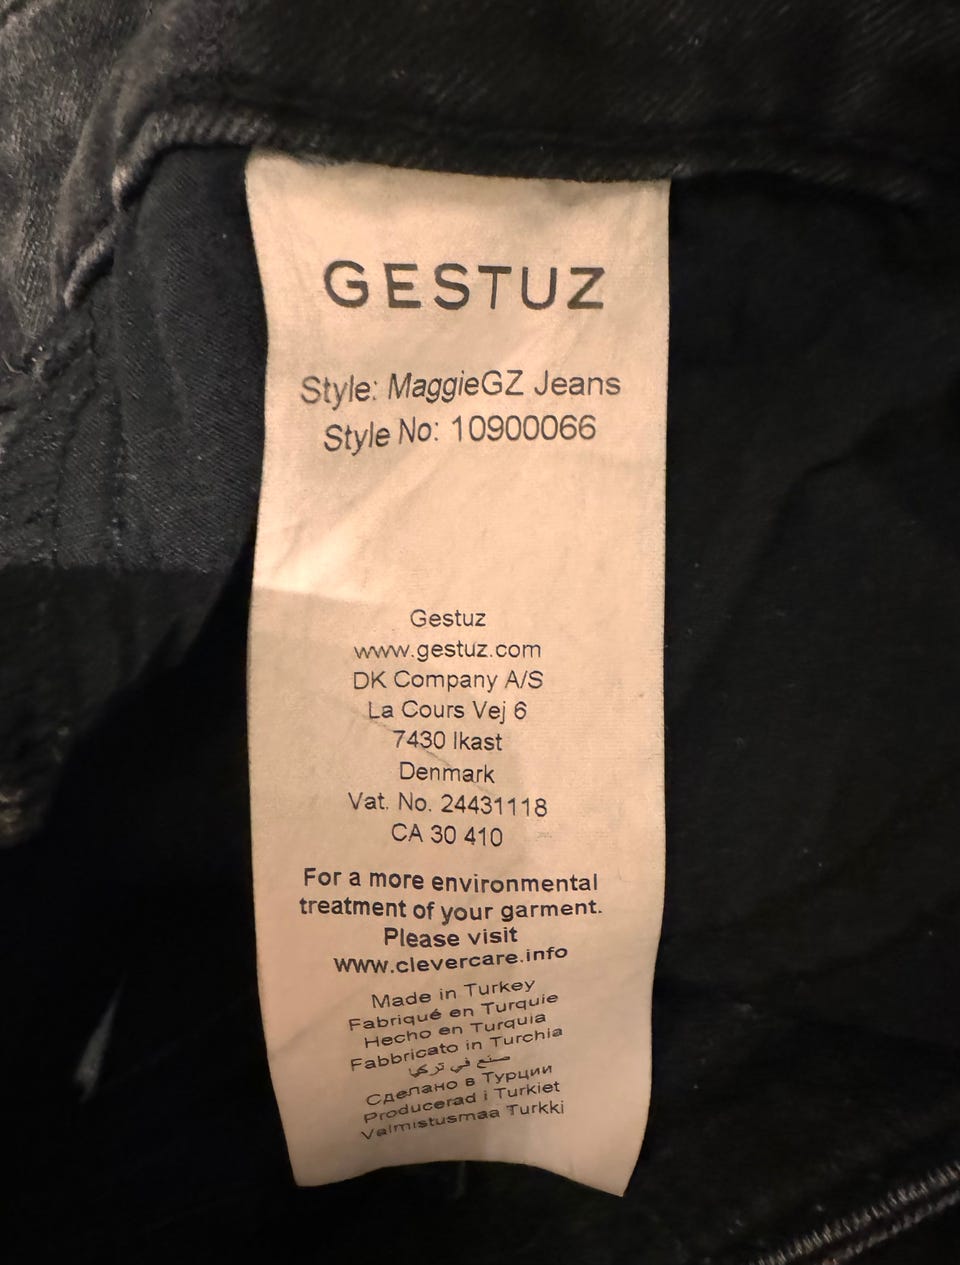 GESTUZ
Style: MaggieGZ Jeans
Style No: 10900066
Gestuz
www.gestuz.com
DK Company A/S
La Cours Vej 6
7430 Ikast
Denmark
Vat. No. 24431118
CA 30 410
For a more environmental
treatment of your garment.
Please visit
www.clevercare.info
Made in Turkey
Fabriqué en Turquie
Hecho en Turquia
Fabbricato in Turchia
صنع في تركيا
Сделано в Турции
Producerad i Turkiet
Valmistusmaa Turkki